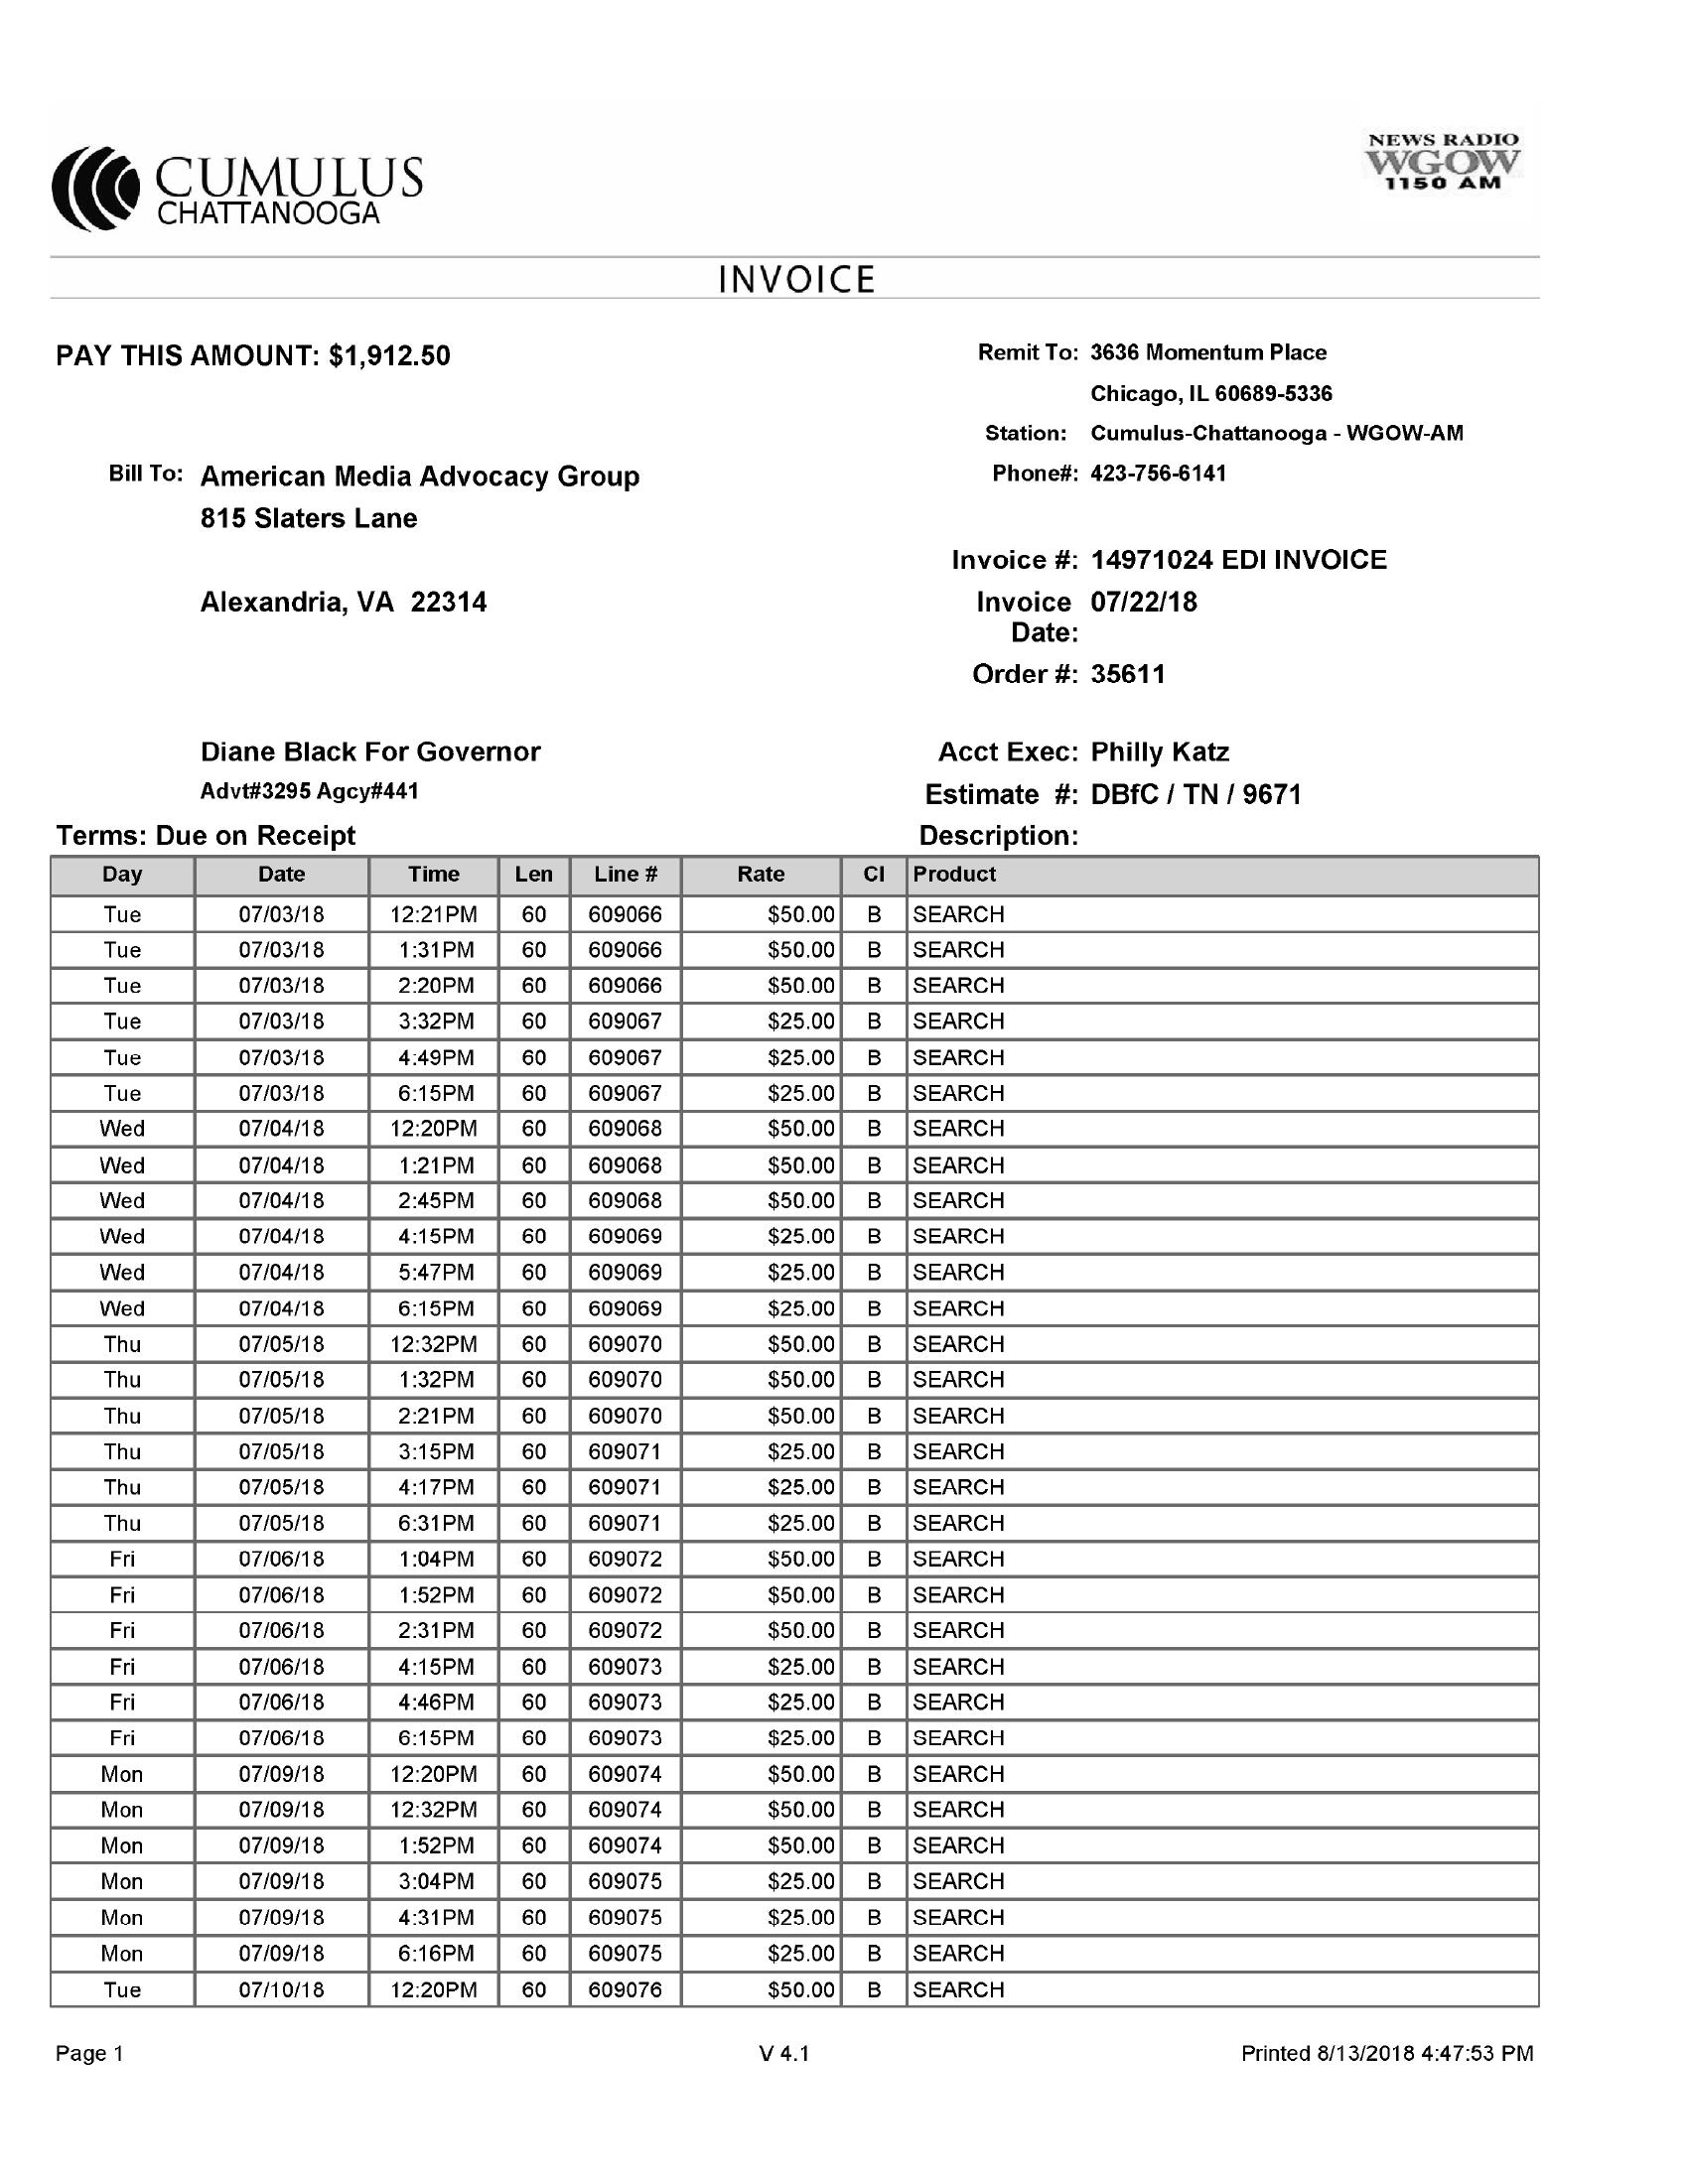 CUMULUS
CHATTANOOGA
NEWS RADIO
WGOW
1150 AM
INVOICE
PAY THIS AMOUNT: $1,912.50
Remit To: 3636 Momentum Place
Chicago, IL 60689-5336
Station: Cumulus-Chattanooga - WGOW-AM
Phone#: 423-756-6141
Bill To: American Media Advocacy Group
815 Slaters Lane
Alexandria, VA 22314
Invoice #: 14971024 EDI INVOICE
Invoice Date: 07/22/18
Order #: 35611
Diane Black For Governor
Advt#3295 Agcy#441
Acct Exec: Philly Katz
Estimate #: DBfC / TN / 9671
Terms: Due on Receipt
Description:
Day Date Time Len Line # Rate Cl Product
Tue 07/03/18 12:21PM 60 609066 $50.00 B SEARCH
Tue 07/03/18 1:31PM 60 609066 $50.00 B SEARCH
Tue 07/03/18 2:20PM 60 609066 $50.00 B SEARCH
Tue 07/03/18 3:32PM 60 609067 $25.00 B SEARCH
Tue 07/03/18 4:49PM 60 609067 $25.00 B SEARCH
Tue 07/03/18 6:15PM 60 609067 $25.00 B SEARCH
Wed 07/04/18 12:20PM 60 609068 $50.00 B SEARCH
Wed 07/04/18 1:21PM 60 609068 $50.00 B SEARCH
Wed 07/04/18 2:45PM 60 609068 $50.00 B SEARCH
Wed 07/04/18 4:15PM 60 609069 $25.00 B SEARCH
Wed 07/04/18 5:47PM 60 609069 $25.00 B SEARCH
Wed 07/04/18 6:15PM 60 609069 $25.00 B SEARCH
Thu 07/05/18 12:32PM 60 609070 $50.00 B SEARCH
Thu 07/05/18 1:32PM 60 609070 $50.00 B SEARCH
Thu 07/05/18 2:21PM 60 609070 $50.00 B SEARCH
Thu 07/05/18 3:15PM 60 609071 $25.00 B SEARCH
Thu 07/05/18 4:17PM 60 609071 $25.00 B SEARCH
Thu 07/05/18 6:31PM 60 609071 $25.00 B SEARCH
Fri 07/06/18 1:04PM 60 609072 $50.00 B SEARCH
Fri 07/06/18 1:52PM 60 609072 $50.00 B SEARCH
Fri 07/06/18 2:31PM 60 609072 $50.00 B SEARCH
Fri 07/06/18 4:15PM 60 609073 $25.00 B SEARCH
Fri 07/06/18 4:46PM 60 609073 $25.00 B SEARCH
Fri 07/06/18 6:15PM 60 609073 $25.00 B SEARCH
Mon 07/09/18 12:20PM 60 609074 $50.00 B SEARCH
Mon 07/09/18 12:32PM 60 609074 $50.00 B SEARCH
Mon 07/09/18 1:52PM 60 609074 $50.00 B SEARCH
Mon 07/09/18 3:04PM 60 609075 $25.00 B SEARCH
Mon 07/09/18 4:31PM 60 609075 $25.00 B SEARCH
Mon 07/09/18 6:16PM 60 609075 $25.00 B SEARCH
Tue 07/10/18 12:20PM 60 609076 $50.00 B SEARCH
Page 1 V 4.1 Printed 8/13/2018 4:47:53 PM